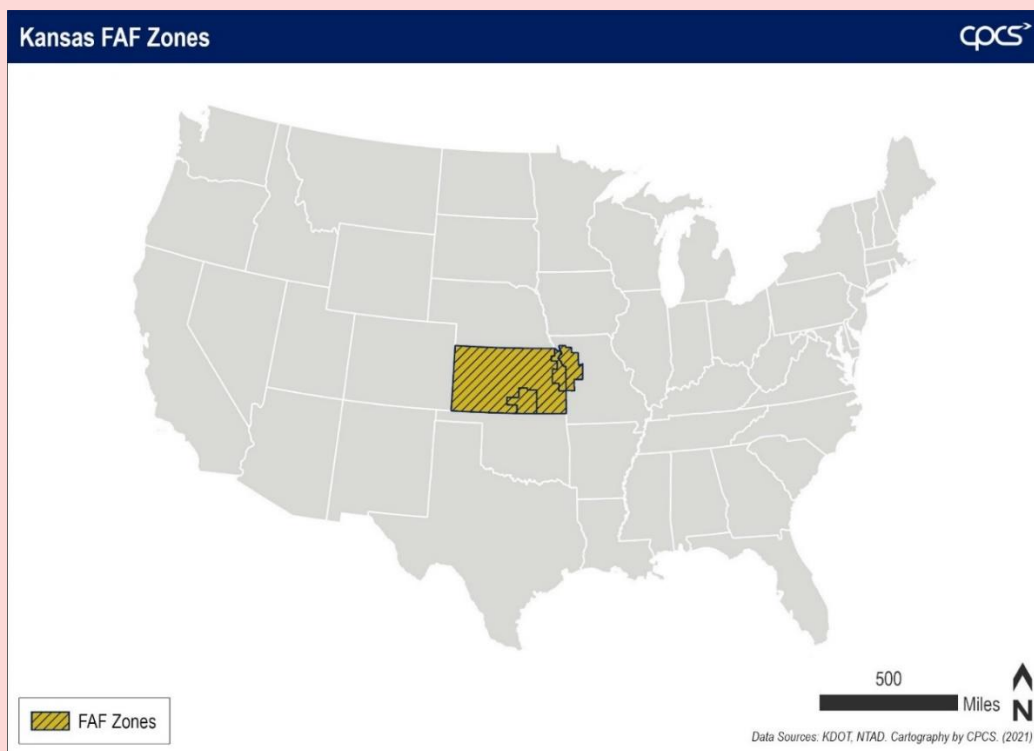 Kansas FAF Zones
cpcs
500
Miles
N
FAF Zones
Data Sources: KDOT, NTAD. Cartography by CPCS. (2021)